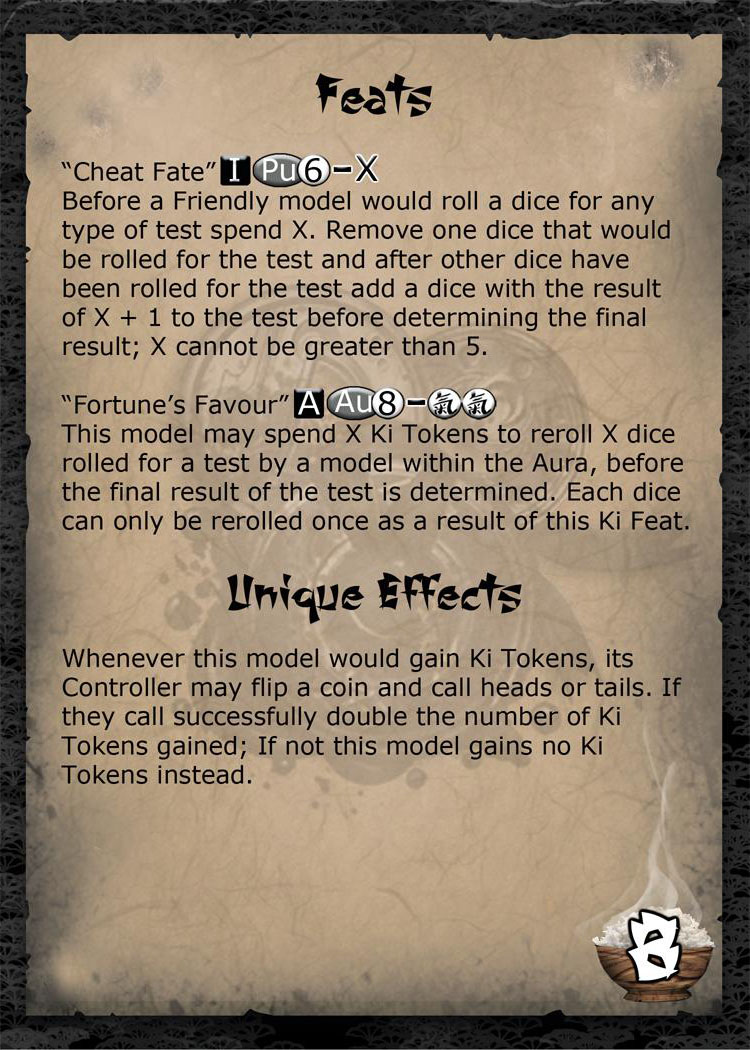 Feats
“Cheat Fate” I Pu6-X
Before a Friendly model would roll a dice for any
type of test spend X. Remove one dice that would
be rolled for the test and after other dice have
been rolled for the test add a dice with the result
of X + 1 to the test before determining the final
result; X cannot be greater than 5.
“Fortune’s Favour” A Au8-氣氣
This model may spend X Ki Tokens to reroll X dice
rolled for a test by a model within the Aura, before
the final result of the test is determined. Each dice
can only be rerolled once as a result of this Ki Feat.
Unique Effects
Whenever this model would gain Ki Tokens, its
Controller may flip a coin and call heads or tails. If
they call successfully double the number of Ki
Tokens gained; If not this model gains no Ki
Tokens instead.
8